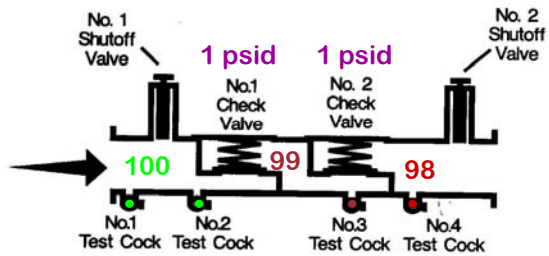 No. 1
Shutoff
Valve
1 psid
1 psid
No. 2
Shutoff
Valve
No.1
Check
Valve
No. 2
Check
Valve
100
99
98
No.1
Test Cock
No.2
Test Cock
No.3
Test Cock
No.4
Test Cock